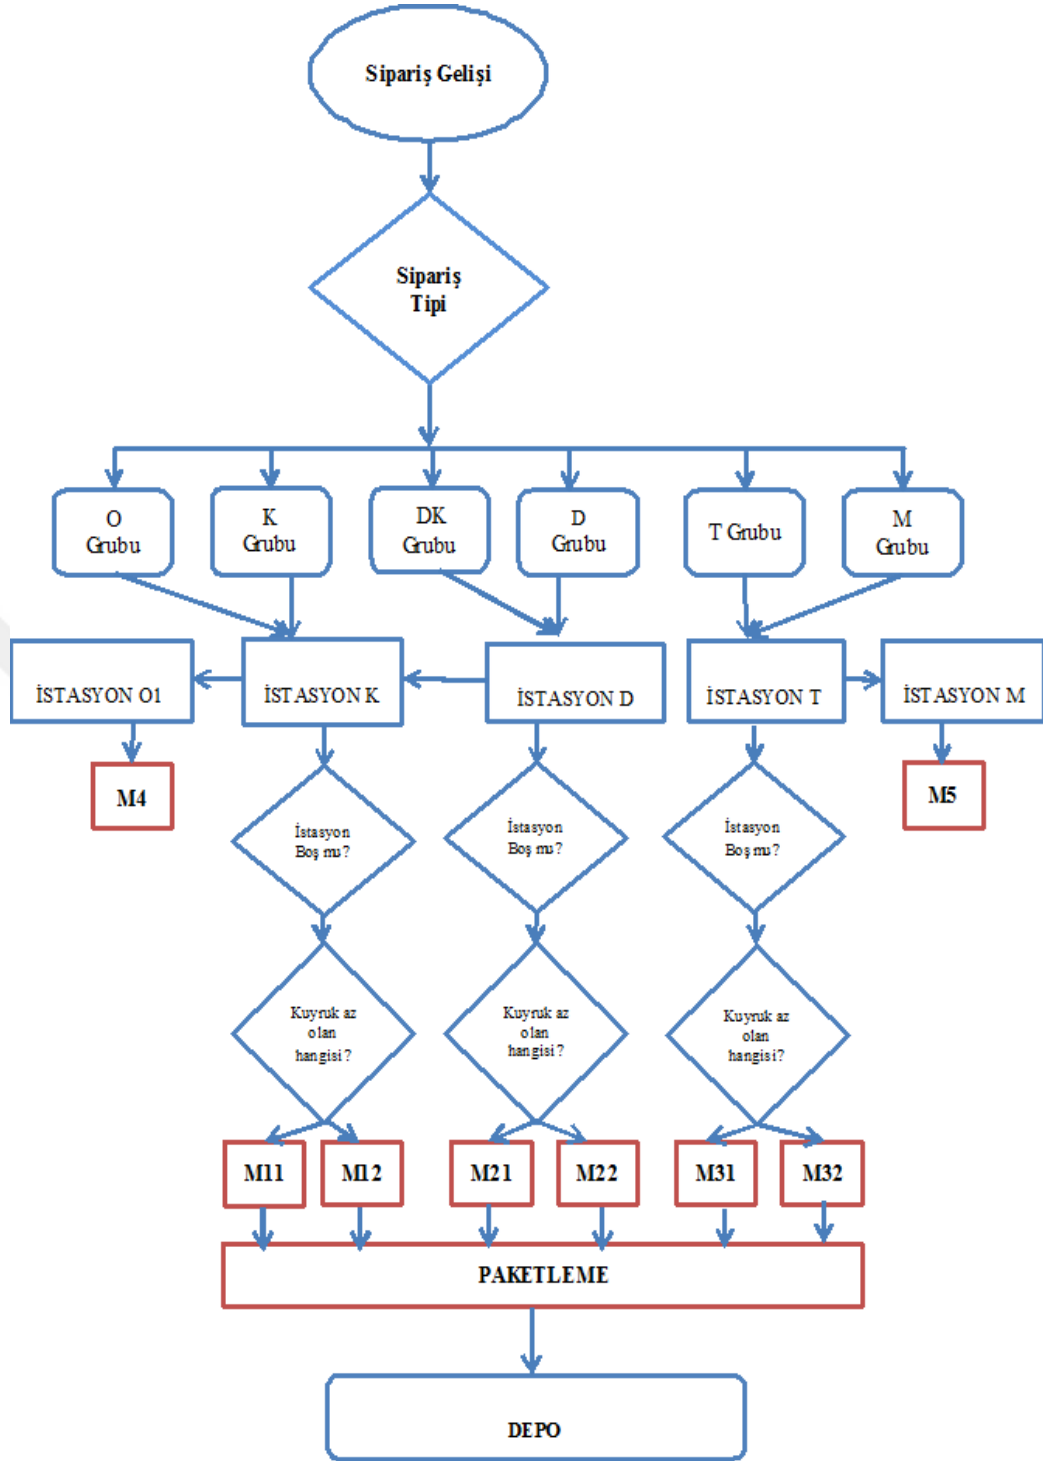 Sipariş Gelişi
Sipariş
Tipi
O
Grubu
K
Grubu
DK
Grubu
D
Grubu
T Grubu
M
Grubu
İSTASYON O1
İSTASYON K
İSTASYON D
İSTASYON T
İSTASYON M
M4
M5
İstasyon
Boş mu?
İstasyon
Boş mu?
İstasyon
Boş mu?
Kuyruk az
olan
hangisi?
Kuyruk az
olan
hangisi?
Kuyruk az
olan
hangisi?
M11
M12
M21
M22
M31
M32
PAKETLEME
DEPO